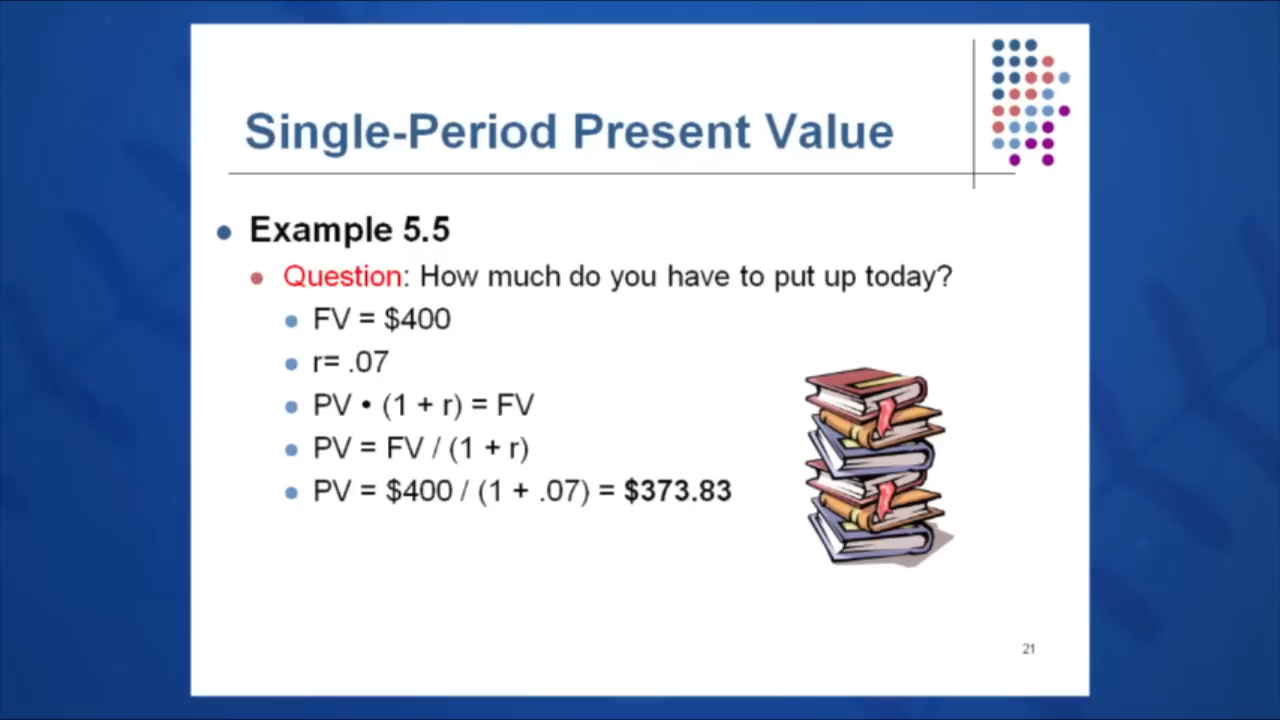 Single-Period Present Value
Example 5.5
Question: How much do you have to put up today?
FV = $400
r= .07
PV • (1 + r) = FV
PV = FV / (1 + r)
PV = $400 / (1 + .07) = $373.83
21